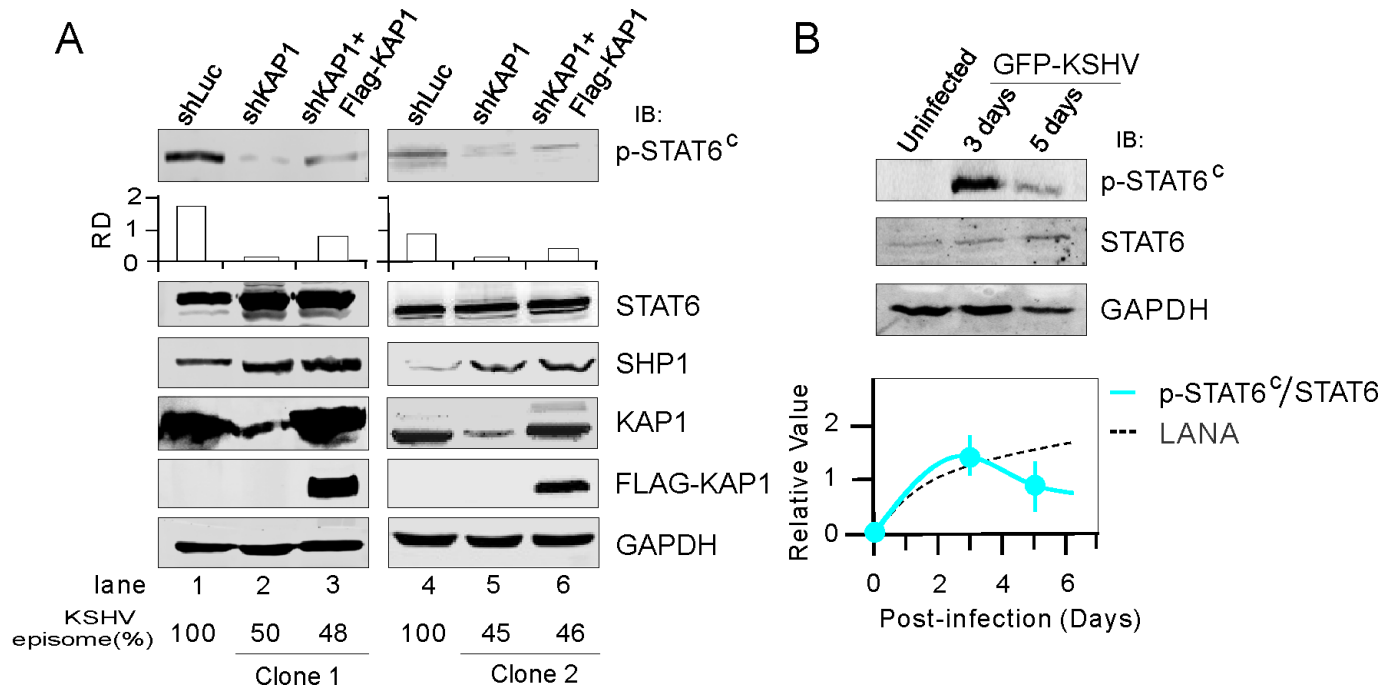 A
shLuc
shKAP1
shKAP1+
Flag-KAP1
shLuc
shKAP1
shKAP1+
Flag-KAP1
IB:
p-STAT6ᶜ
RD
2
1
0
STAT6
SHP1
KAP1
FLAG-KAP1
GAPDH
lane 1 2 3 4 5 6
KSHV
episome(%) 100 50 48 100 45 46
Clone 1 Clone 2
B
GFP-KSHV
Uninfected
3 days
5 days
IB:
p-STAT6ᶜ
STAT6
GAPDH
p-STAT6ᶜ/STAT6
LANA
Relative Value
2
1
0
0 2 4 6
Post-infection (Days)